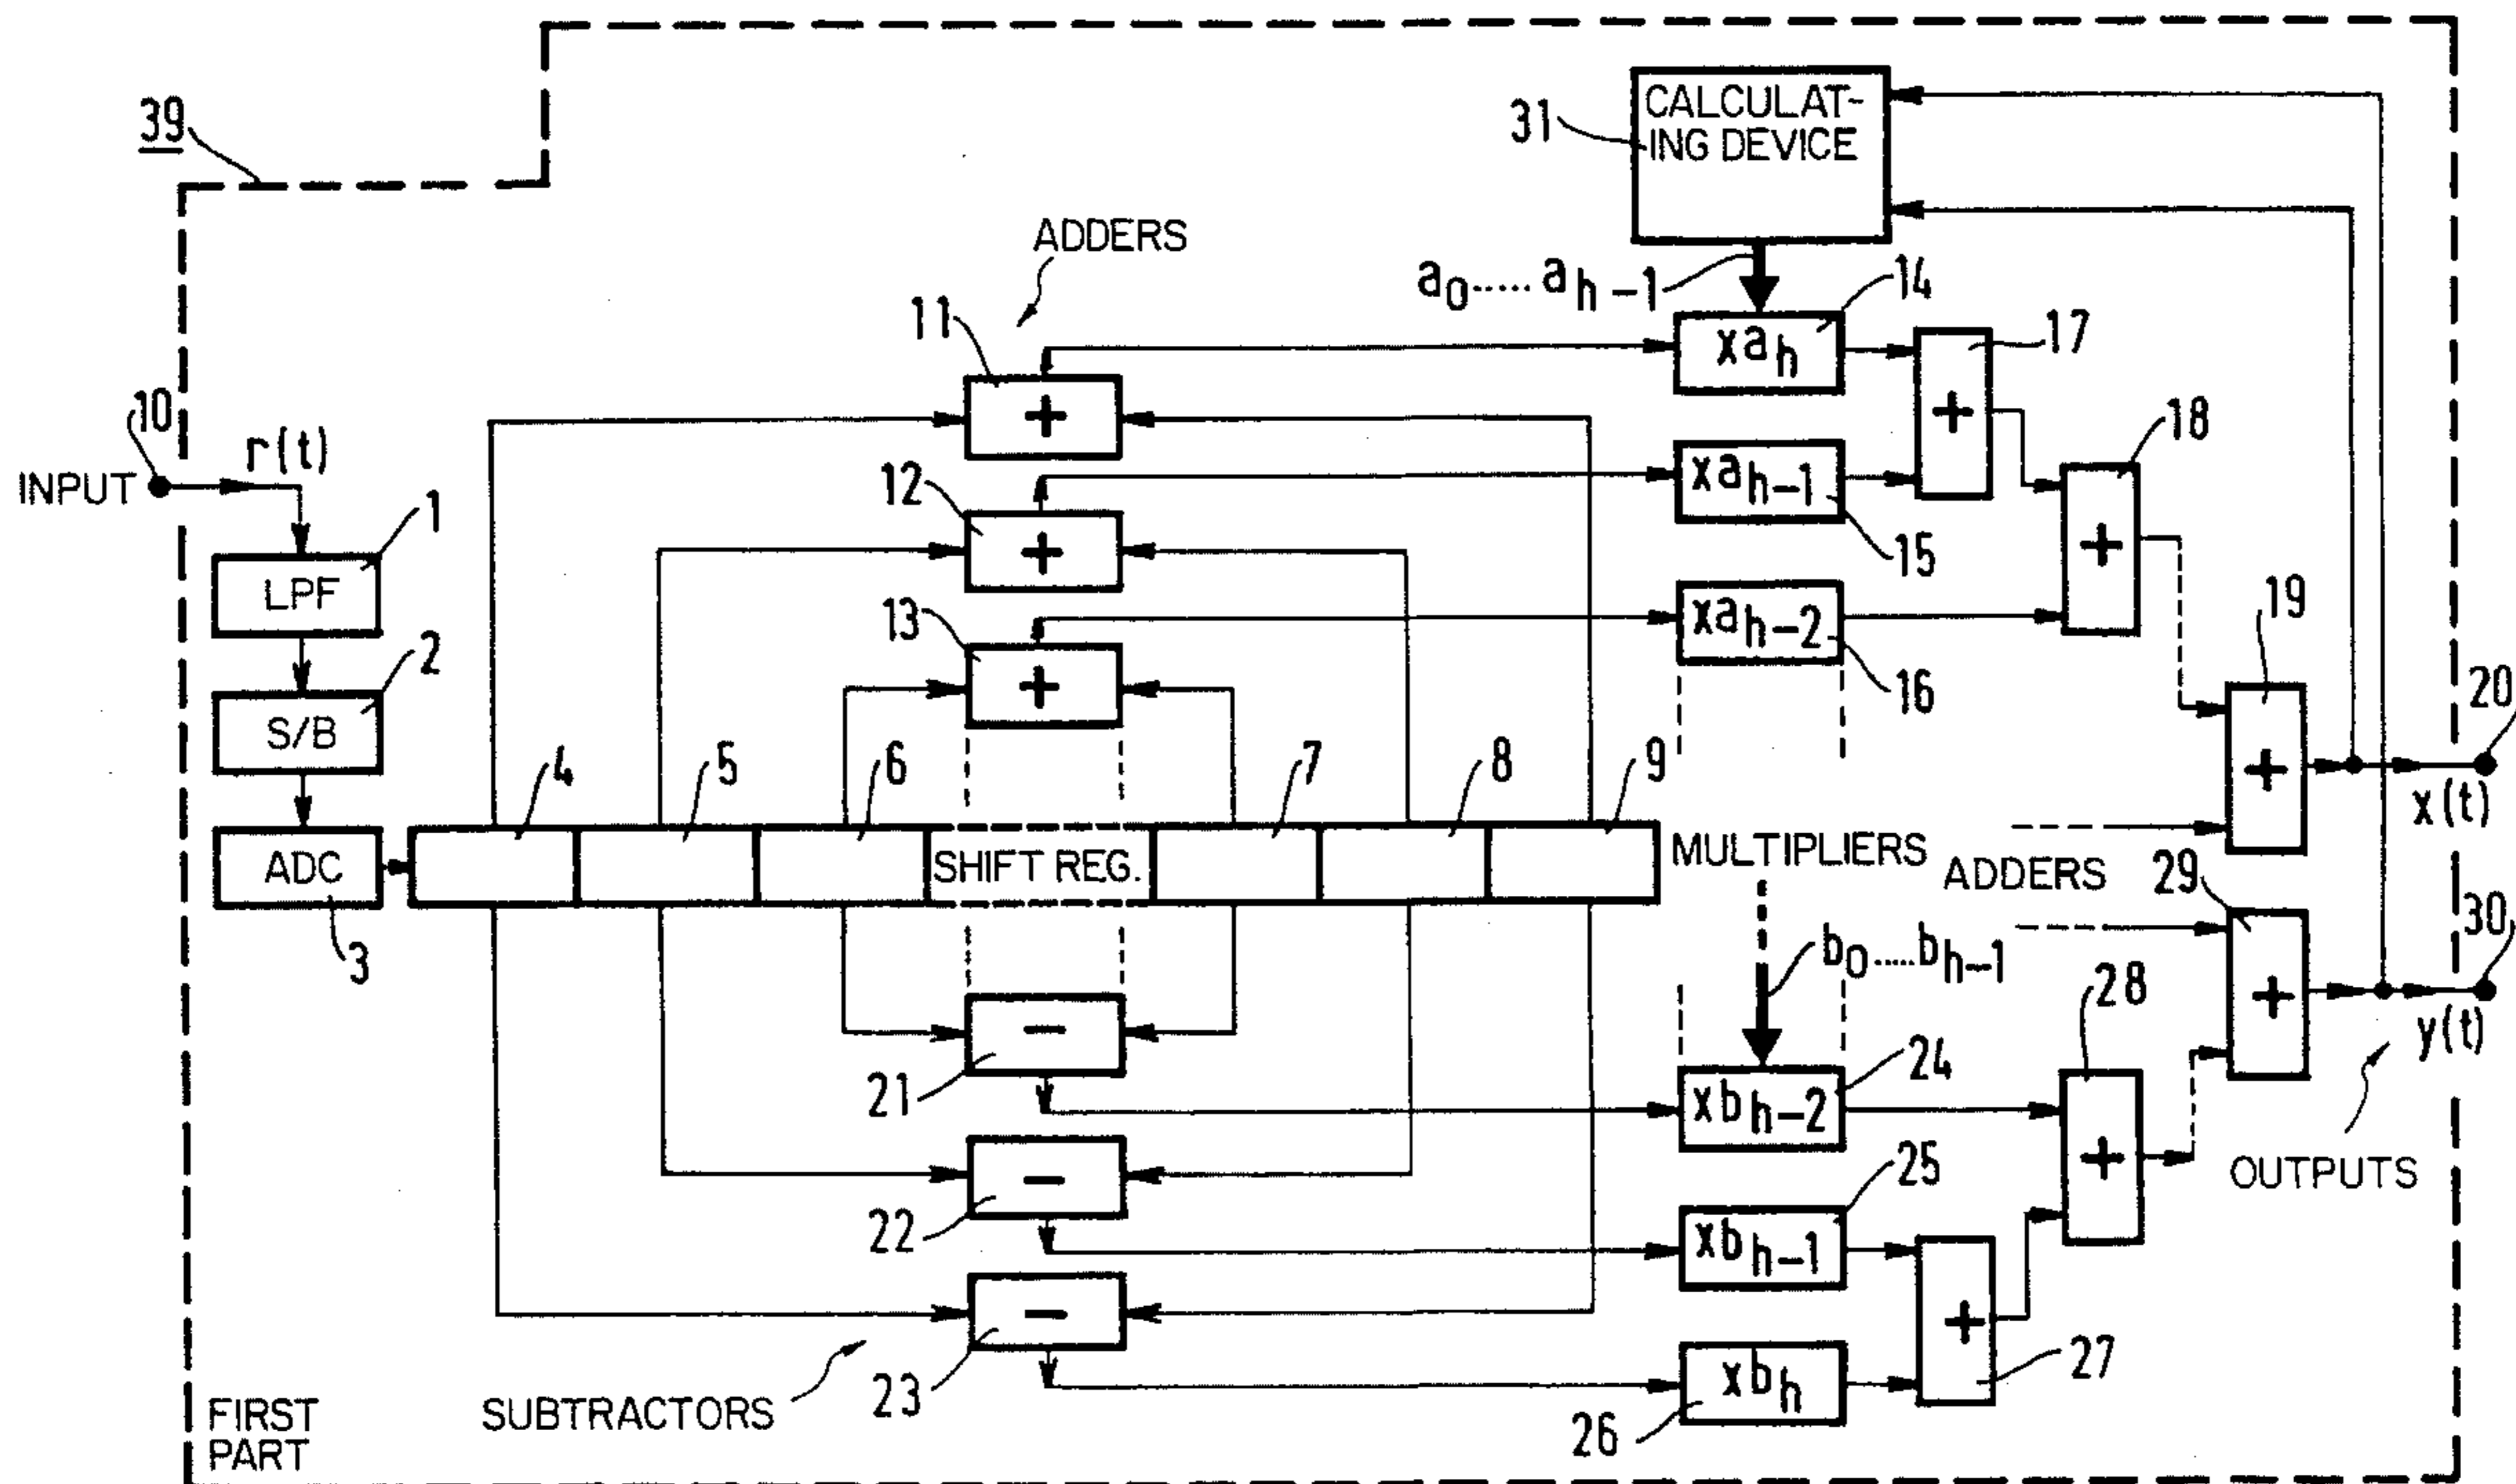 39
31
CALCULAT-
ING DEVICE
ADDERS
a0.....ah-1
14
11
xah
17
+
+
10
r(t)
18
INPUT
12
xah-1
1
+
15
+
LPF
13
xah-2
19
2
+
16
20
S/B
4
5
6
7
8
9
+
x(t)
ADC
SHIFT REG.
MULTIPLIERS
ADDERS
29
3
b0.....bh-1
30
28
+
y(t)
21
−
xbh-2
24
+
OUTPUTS
22
−
xbh-1
25
+
23
−
xbh
27
26
FIRST
PART
SUBTRACTORS